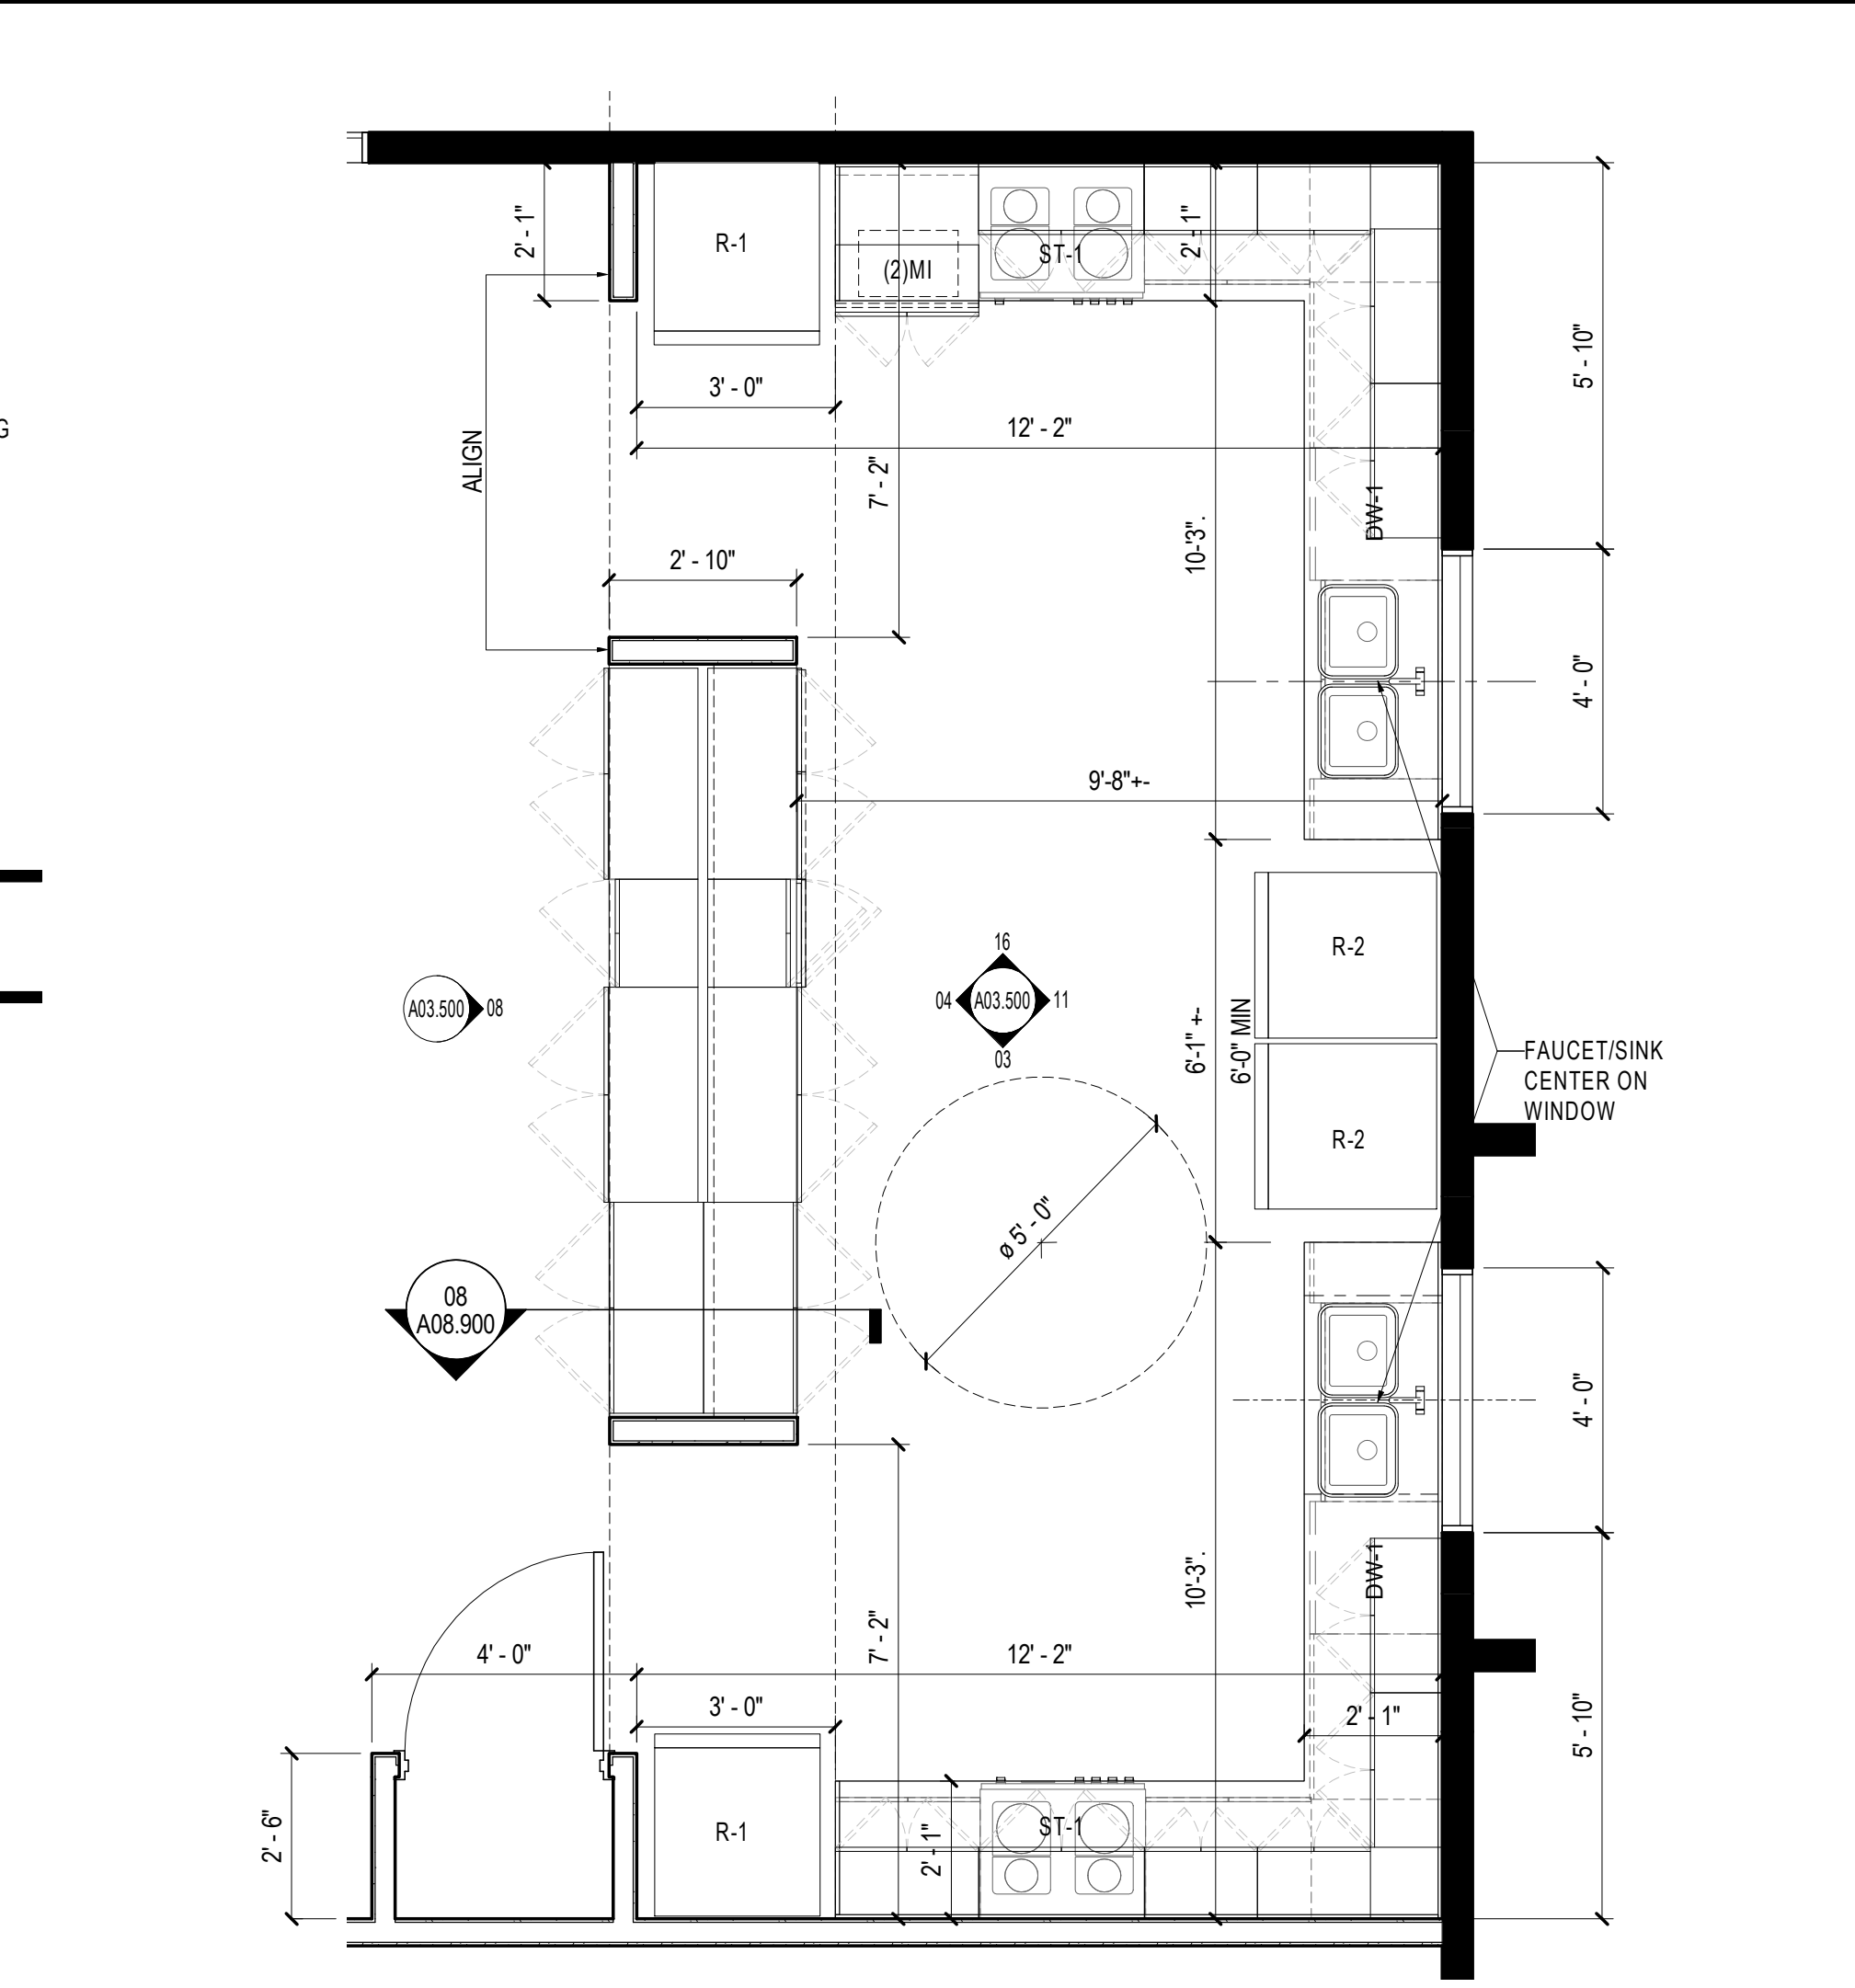 2' - 1"
R-1
(2)MI
ST-1
2' - 1"
5' - 10"
3' - 0"
12' - 2"
G
ALIGN
7' - 2"
DW-1
10'-3".
2' - 10"
4' - 0"
9'-8"+-
R-2
16
04
A03.500
11
03
A03.500
08
6'-1" +-
6'-0" MIN
FAUCET/SINK
CENTER ON
WINDOW
R-2
ø 5' - 0"
08
A08.900
4' - 0"
DW-1
10'-3".
7' - 2"
4' - 0"
12' - 2"
3' - 0"
2' - 1"
5' - 10"
2' - 6"
R-1
2' - 1"
ST-1